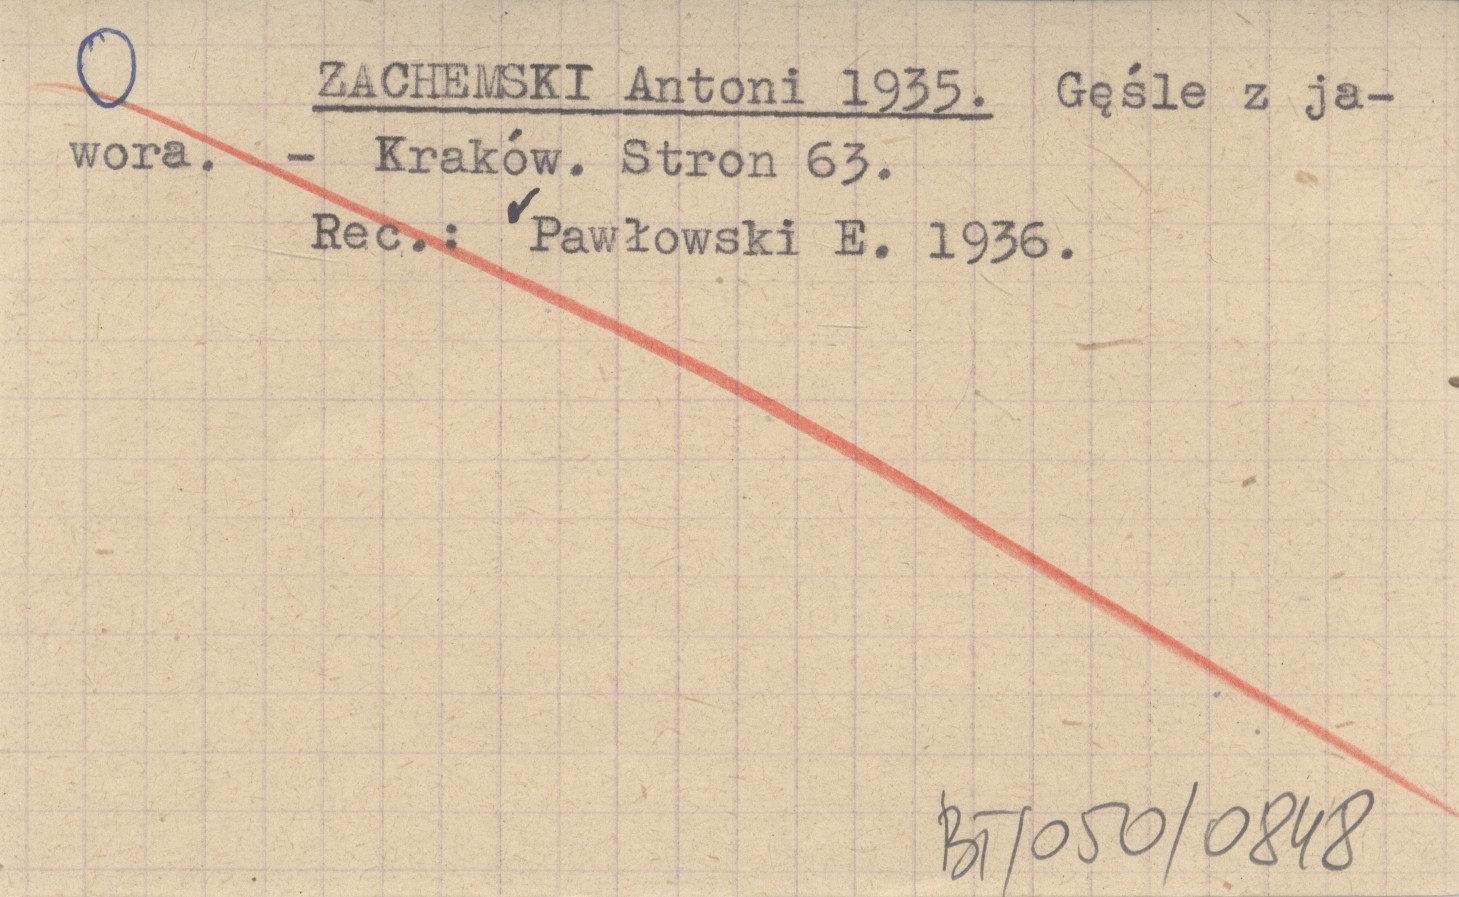 ZACHEMSKI Antoni 1935. Gęśle z ja-
wora. - Kraków. Stron 63.
Rec.: Pawłowski E. 1936.
BT/050/0848